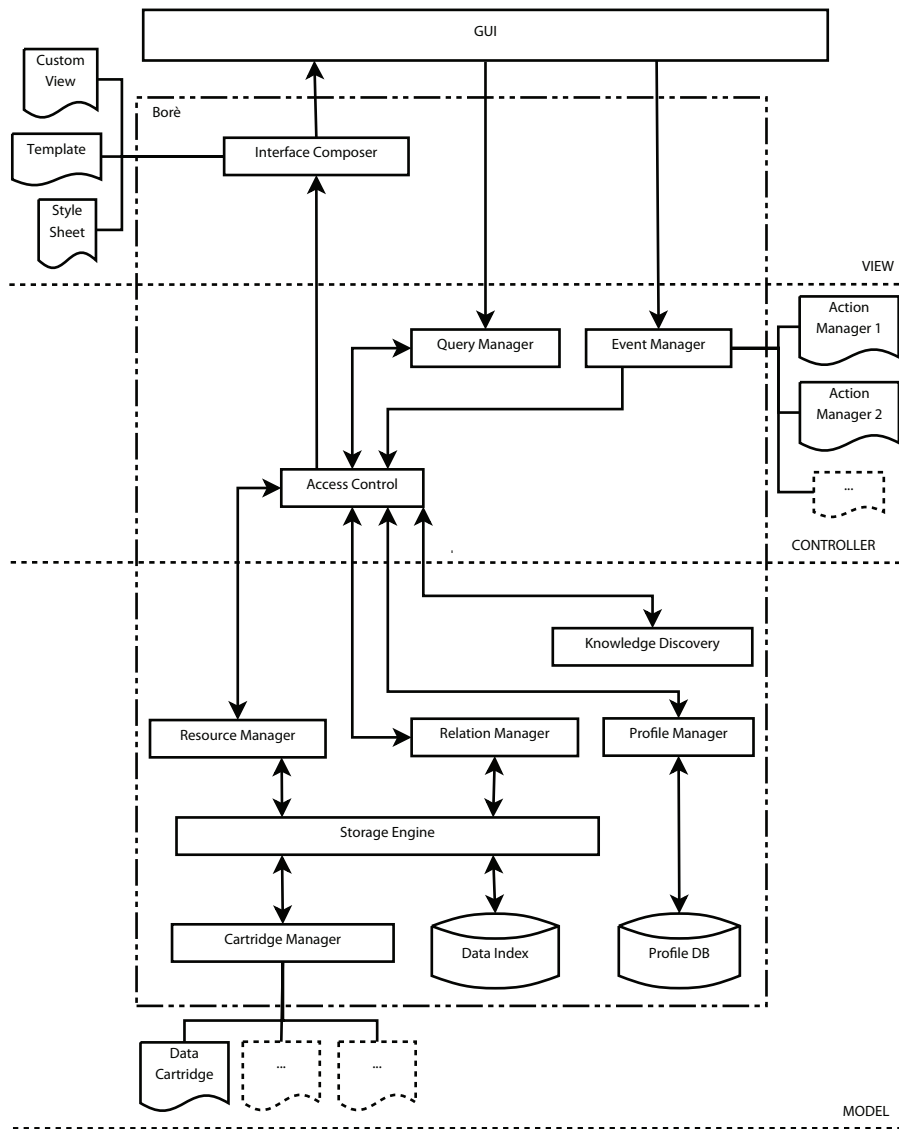 GUI
Custom
View
Borè
Template
Interface Composer
Style
Sheet
VIEW
Action
Manager 1
Query Manager
Event Manager
Action
Manager 2
Access Control
...
CONTROLLER
Knowledge Discovery
Resource Manager
Relation Manager
Profile Manager
Storage Engine
Cartridge Manager
Data Index
Profile DB
Data
Cartridge
...
...
MODEL